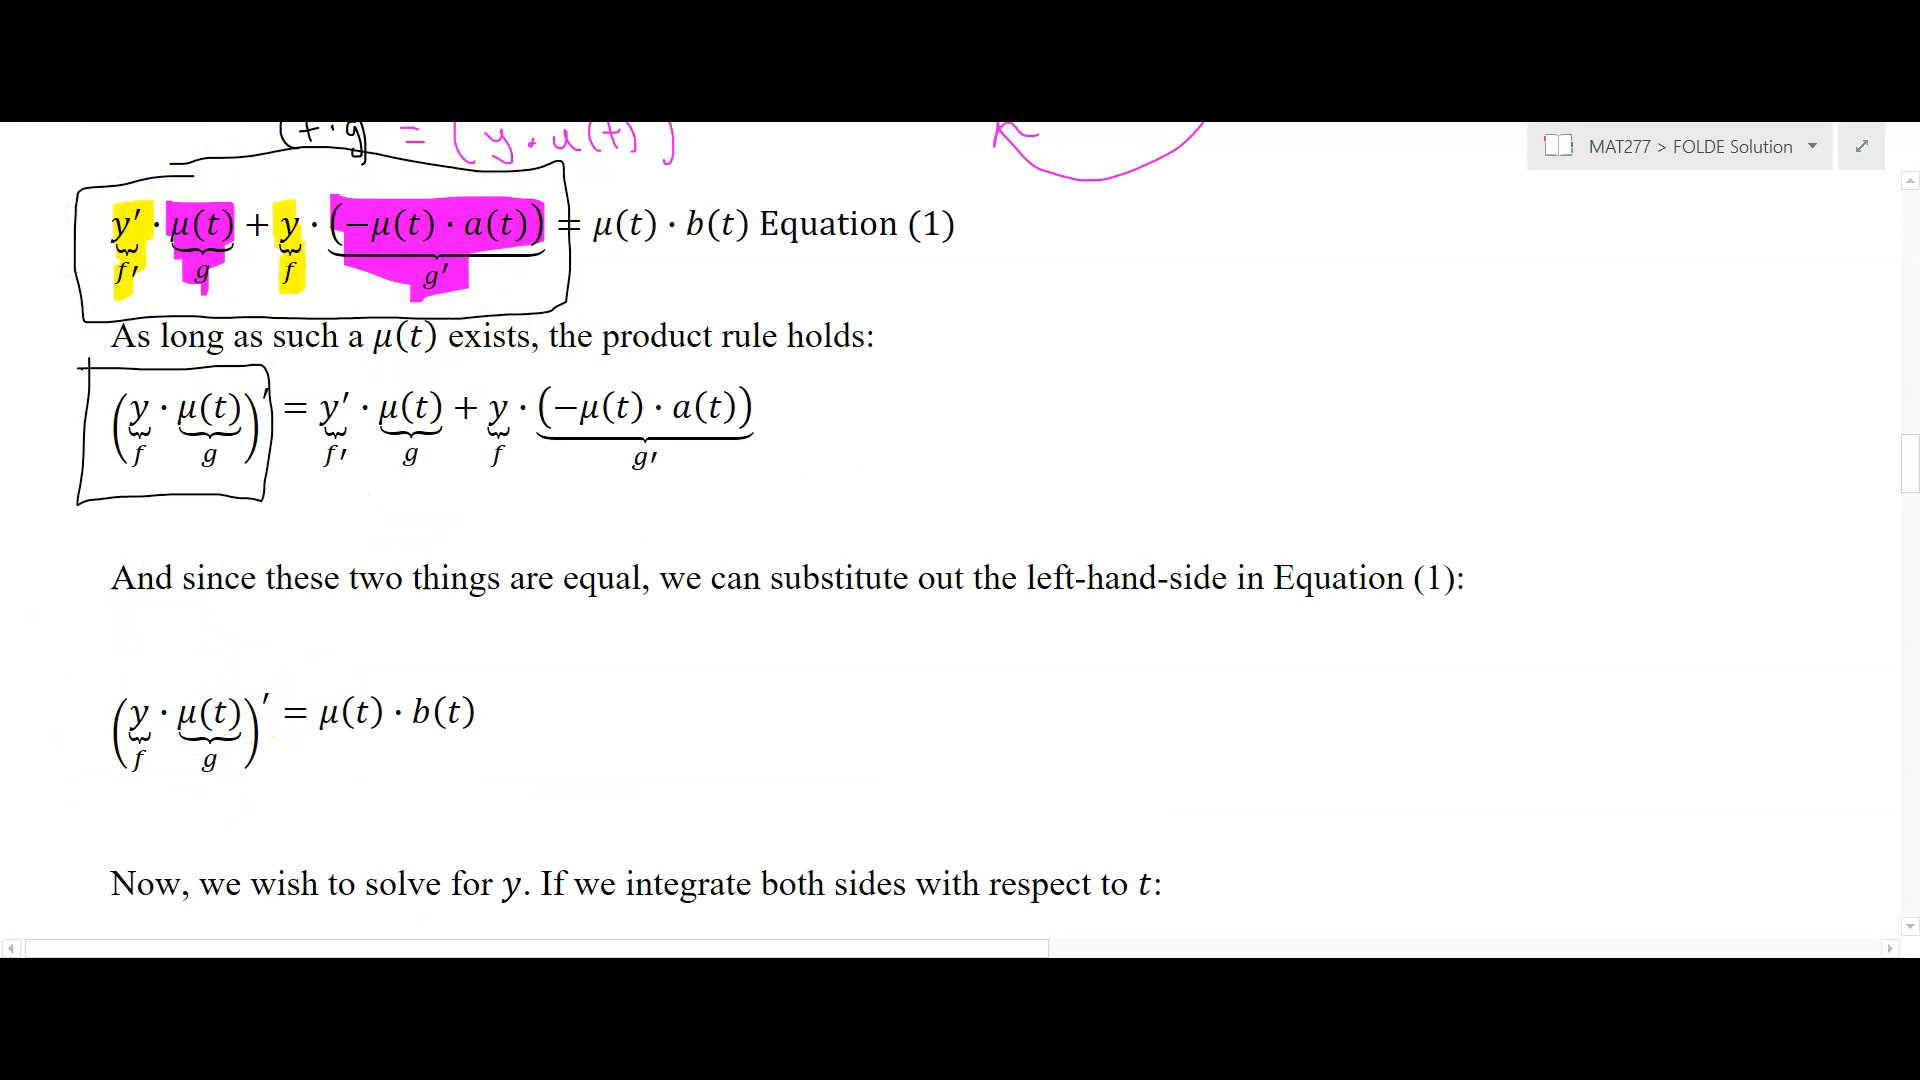 (f·g) = (y·u(t))
MAT277 > FOLDE Solution
y′ · μ(t) + y · (−μ(t) · a(t)) = μ(t) · b(t) Equation (1)
f′ g f g′
As long as such a μ(t) exists, the product rule holds:
(y · μ(t))′ = y′ · μ(t) + y · (−μ(t) · a(t))
f g f′ g f g′
And since these two things are equal, we can substitute out the left-hand-side in Equation (1):
(y · μ(t))′ = μ(t) · b(t)
f g
Now, we wish to solve for y. If we integrate both sides with respect to t: